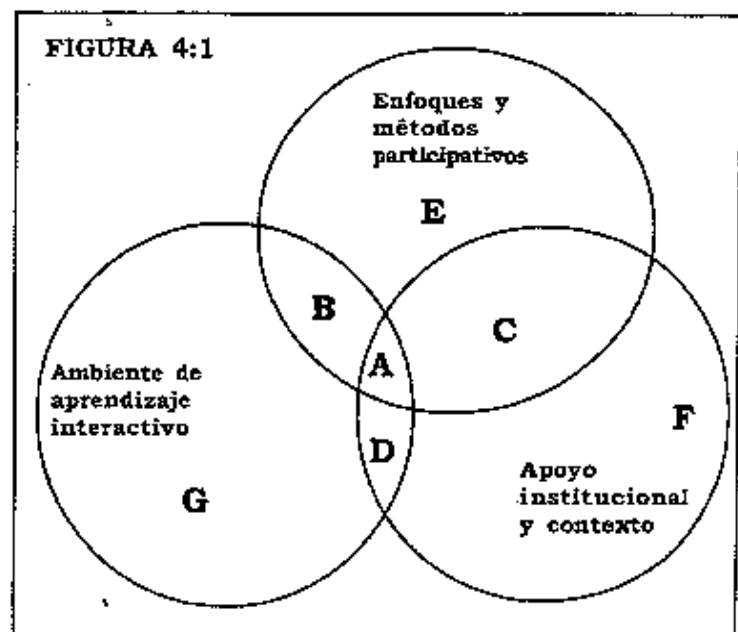 FIGURA 4:1
Enfoques y
métodos
participativos
E
B
C
A
Ambiente de
aprendizaje
interactivo
F
D
Apoyo
institucional
y contexto
G